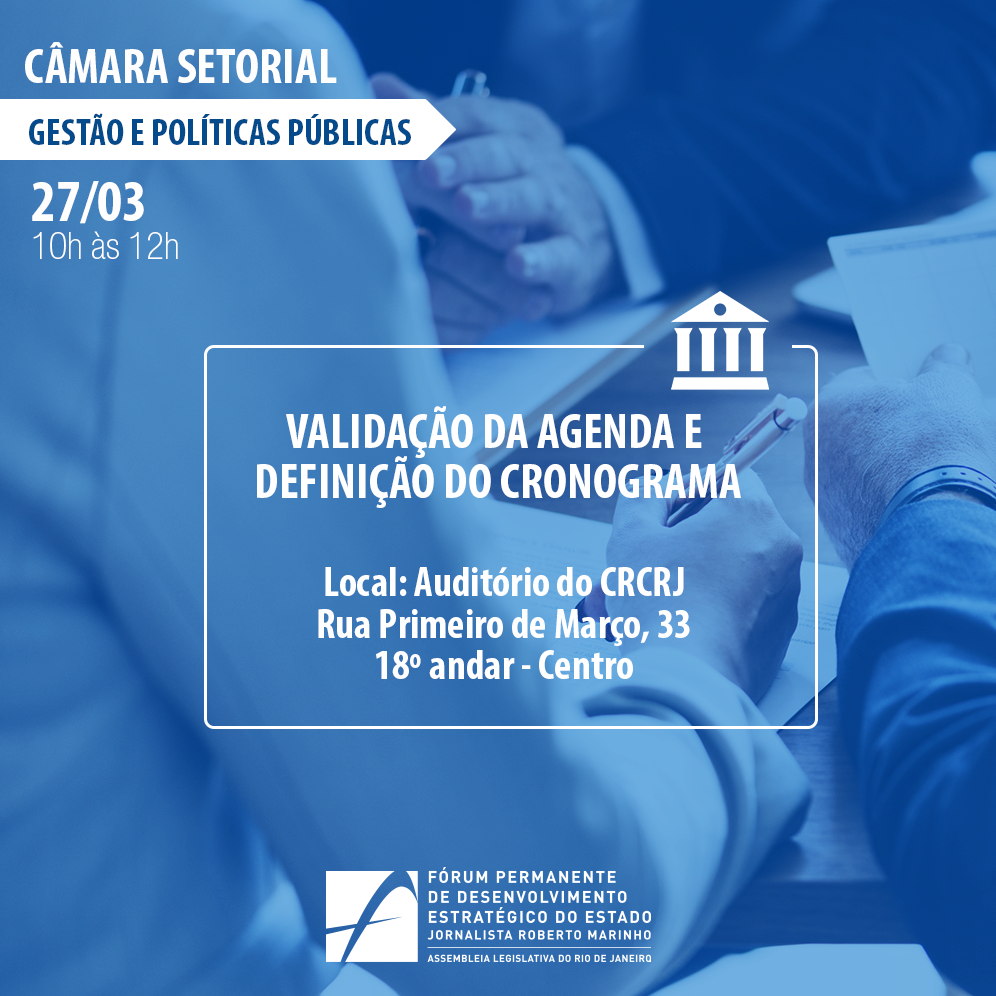 CÂMARA SETORIAL
GESTÃO E POLÍTICAS PÚBLICAS
27/03
10h às 12h
VALIDAÇÃO DA AGENDA E
DEFINIÇÃO DO CRONOGRAMA
Local: Auditório do CRCRJ
Rua Primeiro de Março, 33
18º andar - Centro
FÓRUM PERMANENTE
DE DESENVOLVIMENTO
ESTRATÉGICO DO ESTADO
JORNALISTA ROBERTO MARINHO
ASSEMBLEIA LEGISLATIVA DO RIO DE JANEIRO